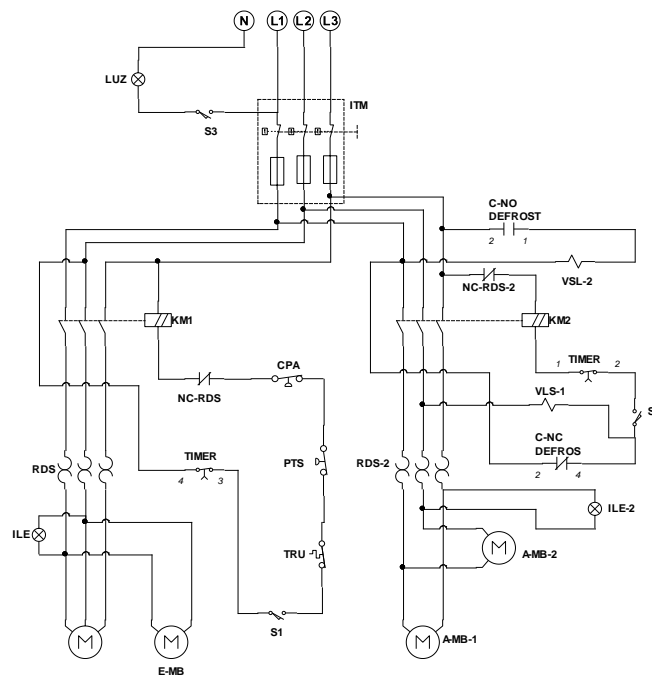 N L1 L2 L3
LUZ
ITM
S3
C-NO
DEFROST
2 1
VSL-2
NC-RDS-2
KM1
KM2
CPA
TIMER
1 2
NC-RDS
VLS-1
S
C-NC
DEFROS
RDS
TIMER
PTS
RDS-2
4 3
2 4
ILE
ILE-2
TRU
A-MB-2
M
S1
M
M
M
A-MB-1
E-MB